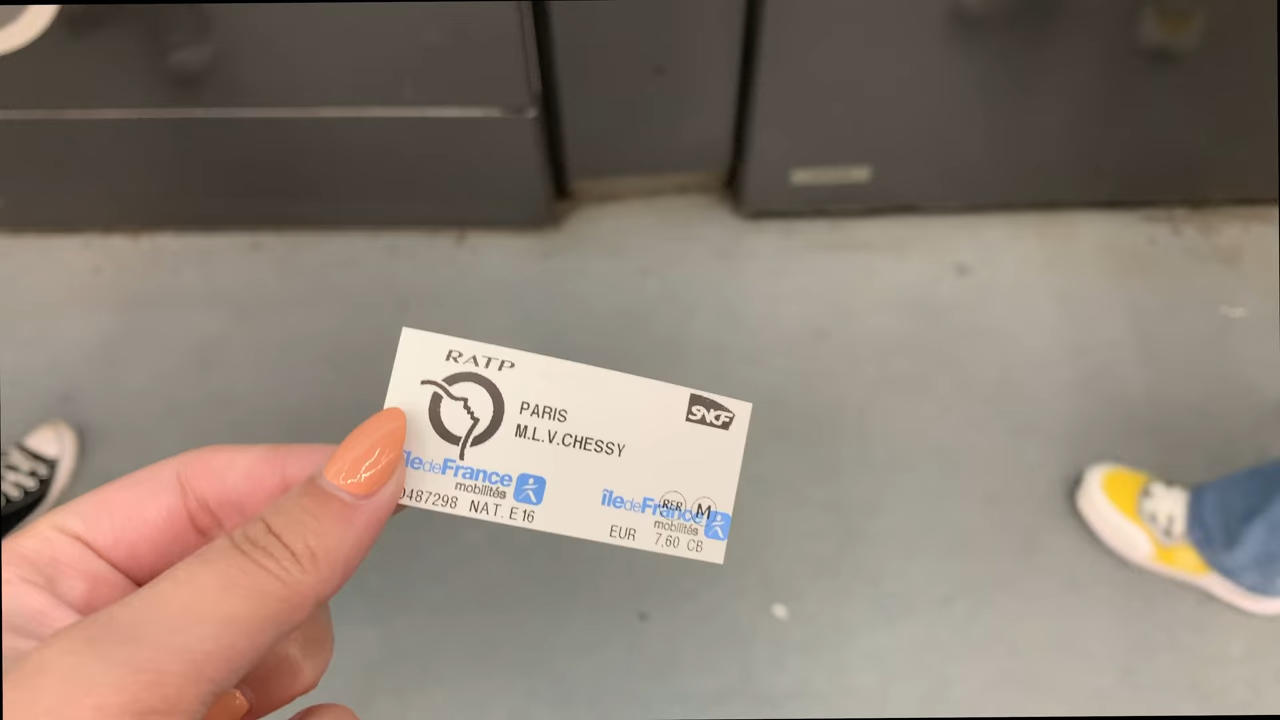 RATP
SNCF
PARIS
M.L.V.CHESSY
îledeFrance
mobilités
îledeFrance
RER M
mobilités
0487298 NAT. E16
EUR 7,60 CB